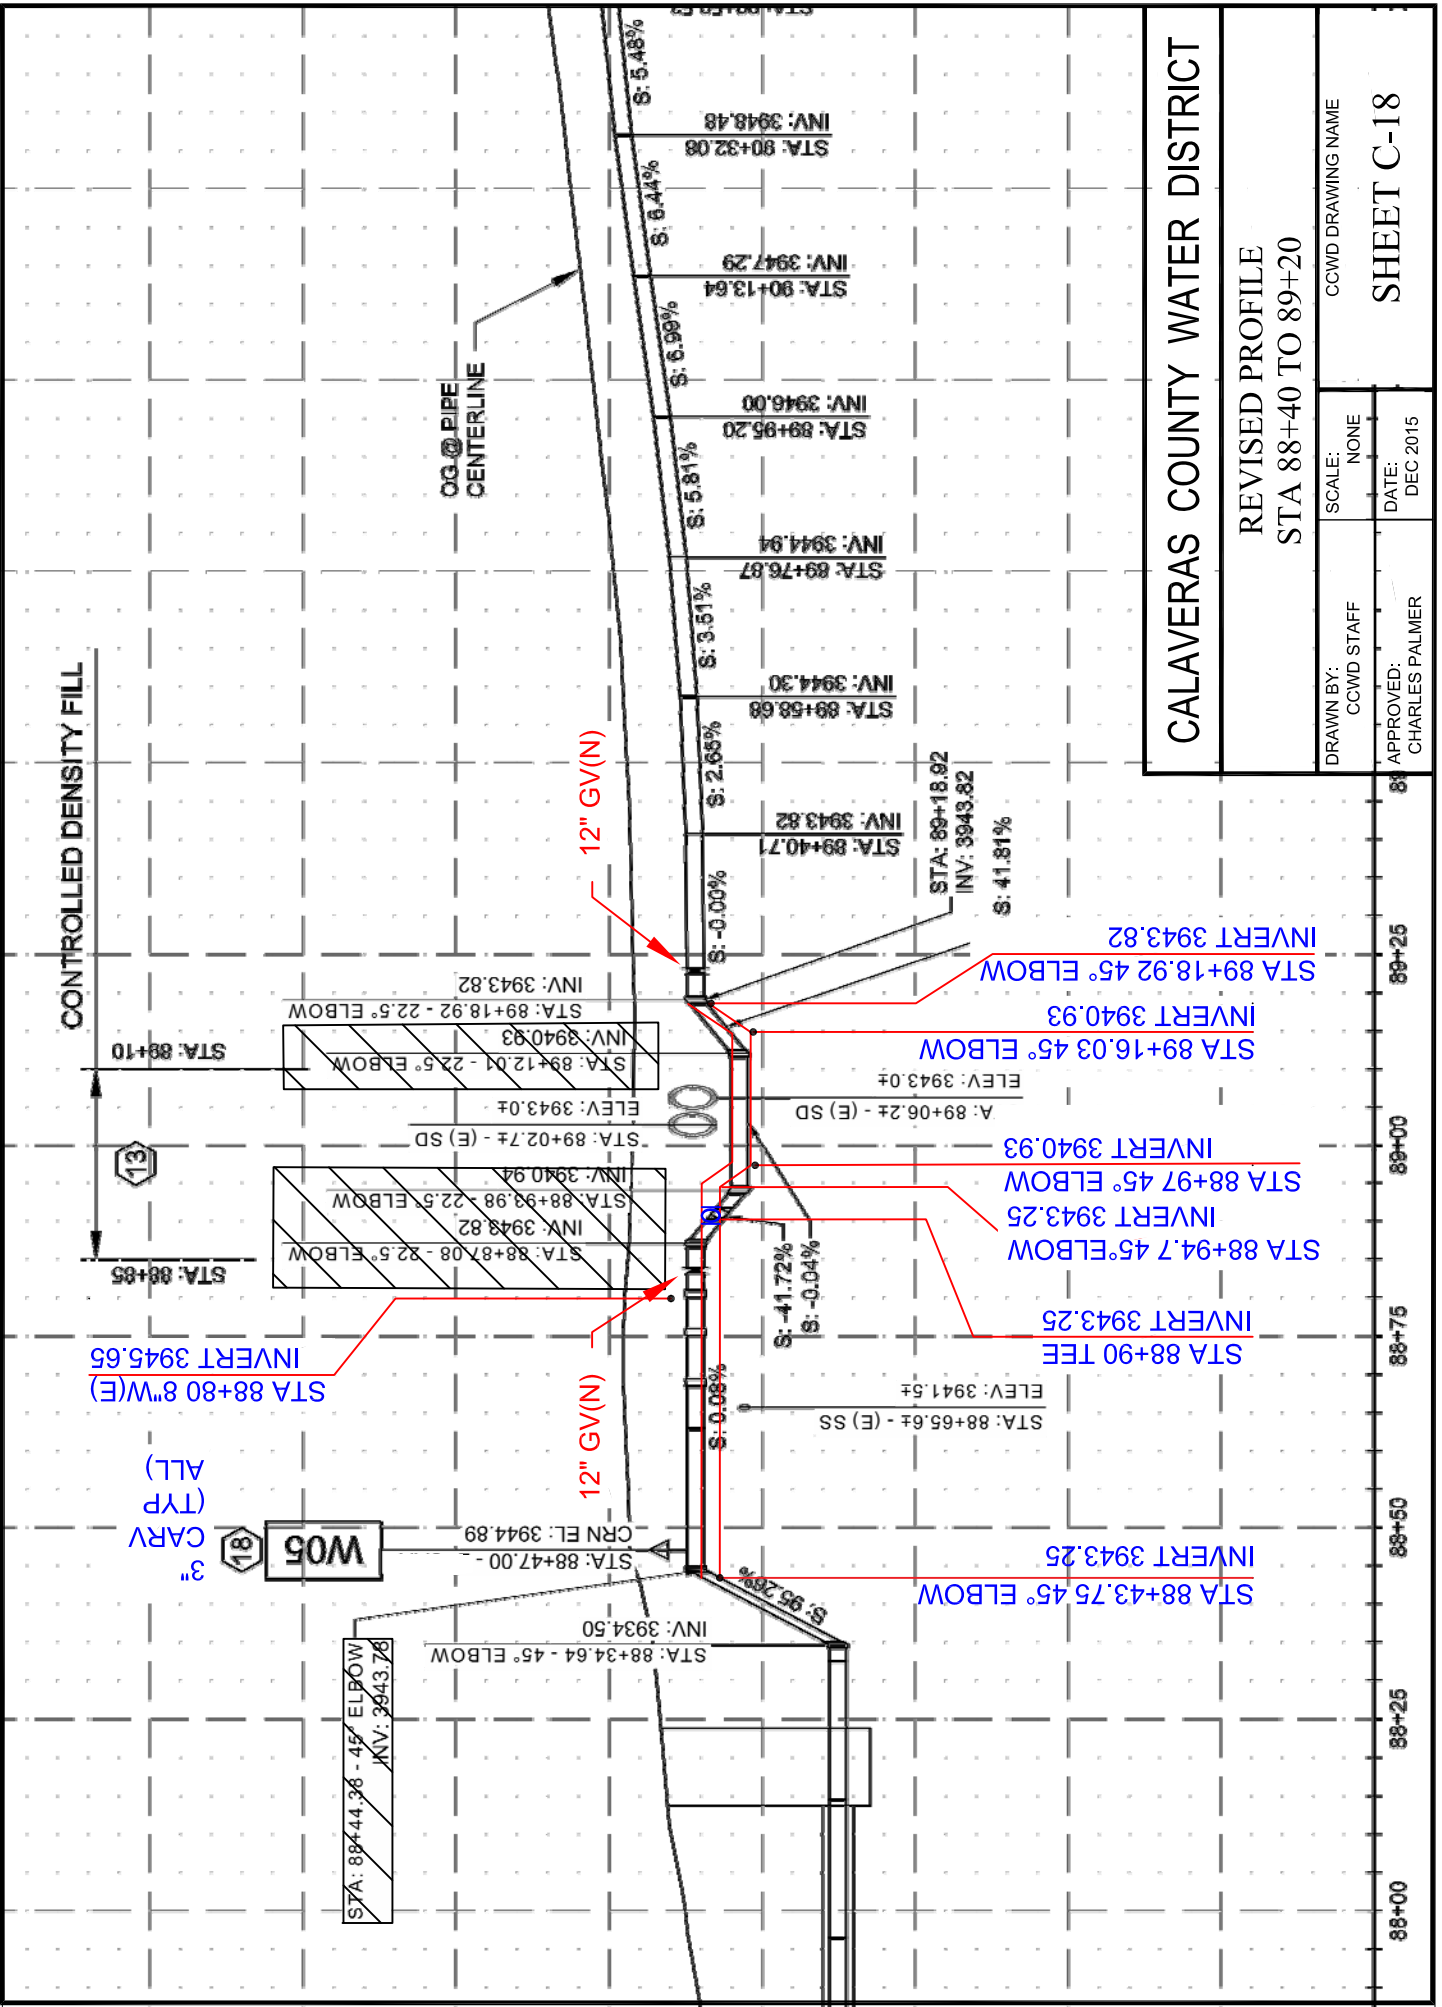 STA: 90+32.08
INV: 3948.48
S: 5.48%
S: 6.44%
STA: 90+13.64
INV: 3947.29
S: 6.99%
STA: 89+95.20
INV: 3946.00
S: 5.81%
STA: 89+76.87
INV: 3944.94
S: 3.51%
STA: 89+58.68
INV: 3944.30
S: 2.65%
STA: 89+40.71
INV: 3943.82
S: -0.00%
OG @ PIPE
CENTERLINE
CONTROLLED DENSITY FILL
12" GV(N)
STA: 89+18.92
INV: 3943.82
S: 41.81%
STA: 89+18.92 - 22.5° ELBOW
INV: 3943.82
STA: 89+12.01 - 22.5° ELBOW
INV: 3940.93
STA: 89+10
13
STA: 88+85
A: 89+06.2± - (E) SD
ELEV: 3943.0±
STA: 89+02.7± - (E) SD
ELEV: 3943.0±
STA: 88+93.98 - 22.5° ELBOW
INV: 3940.94
STA: 88+87.08 - 22.5° ELBOW
INV: 3943.82
STA 89+18.92 45° ELBOW
INVERT 3943.82
STA 89+16.03 45° ELBOW
INVERT 3940.93
STA 88+97 45° ELBOW
INVERT 3940.93
STA 88+94.7 45°ELBOW
INVERT 3943.25
STA 88+90 TEE
INVERT 3943.25
S: -41.72%
S: -0.04%
STA 88+80 8"W(E)
INVERT 3945.65
12" GV(N)
S: 0.08%
STA: 88+65.6± - (E) SS
ELEV: 3941.5±
3"
CARV
(TYP
ALL)
18
W05
STA: 88+47.00 -
CRN EL: 3944.89
STA 88+43.75 45° ELBOW
INVERT 3943.25
S: 95.26%
STA: 88+34.64 - 45° ELBOW
INV: 3934.50
STA: 88+44.38 - 45° ELBOW
INV: 3943.78
88+00
88+25
88+50
88+75
89+00
89+25
CALAVERAS COUNTY WATER DISTRICT
REVISED PROFILE
STA 88+40 TO 89+20
DRAWN BY:
CCWD STAFF
SCALE:
NONE
CCWD DRAWING NAME
SHEET C-18
APPROVED:
CHARLES PALMER
DATE:
DEC 2015